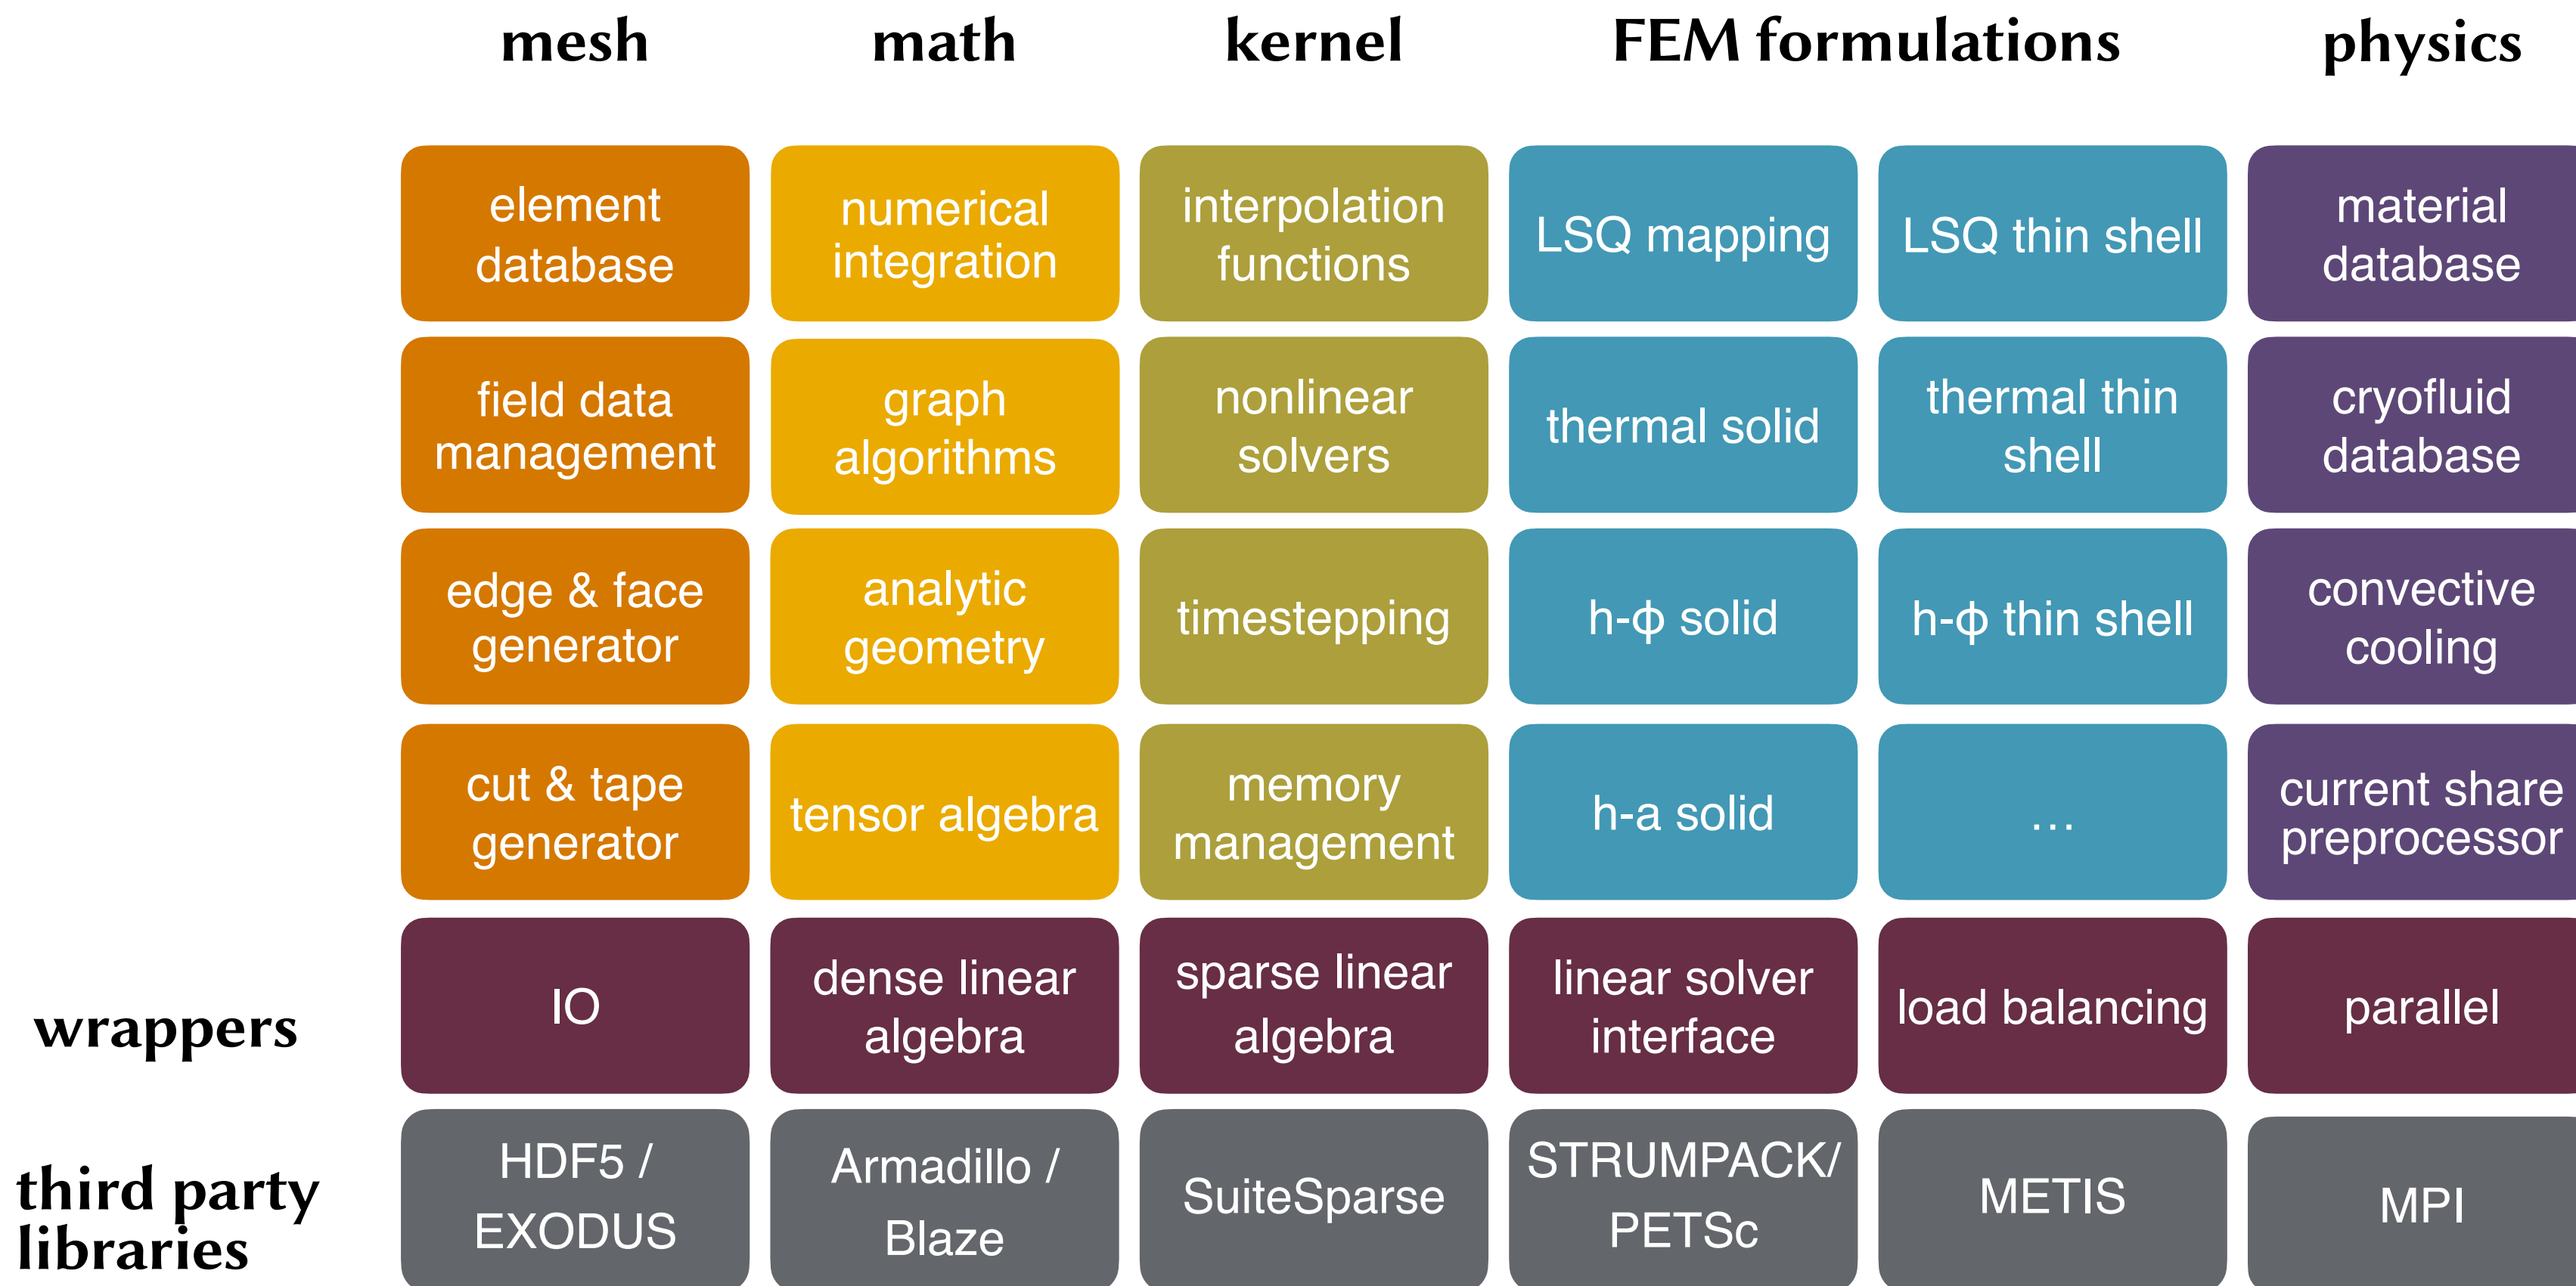 mesh math kernel FEM formulations physics
element
database
numerical
integration
interpolation
functions
LSQ mapping
LSQ thin shell
material
database
field data
management
graph
algorithms
nonlinear
solvers
thermal solid
thermal thin
shell
cryofluid
database
edge & face
generator
analytic
geometry
timestepping
h-ϕ solid
h-ϕ thin shell
convective
cooling
cut & tape
generator
tensor algebra
memory
management
h-a solid
...
current share
preprocessor
wrappers
IO
dense linear
algebra
sparse linear
algebra
linear solver
interface
load balancing
parallel
third party
libraries
HDF5 /
EXODUS
Armadillo /
Blaze
SuiteSparse
STRUMPACK/
PETSc
METIS
MPI